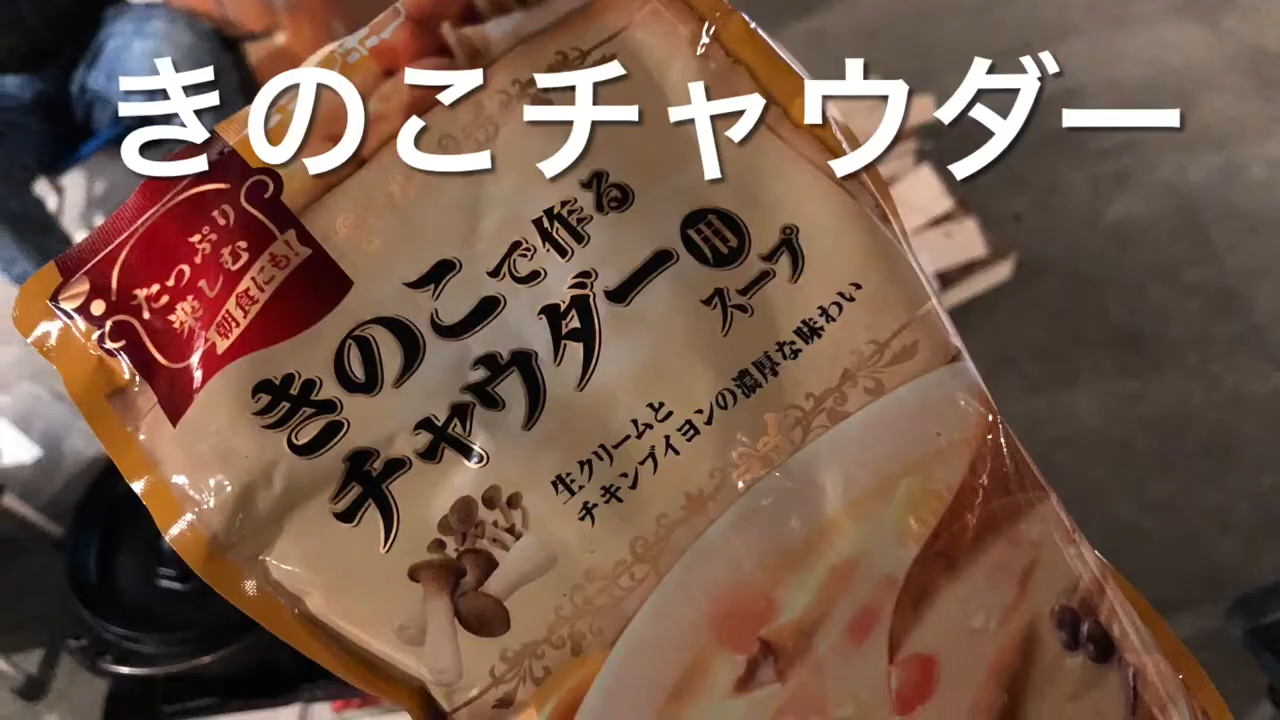 きのこチャウダー
たっぷり
楽しむ
朝食にも!
きのこで作る
チャウダー用
スープ
生クリームと
チキンブイヨンの濃厚な味わい